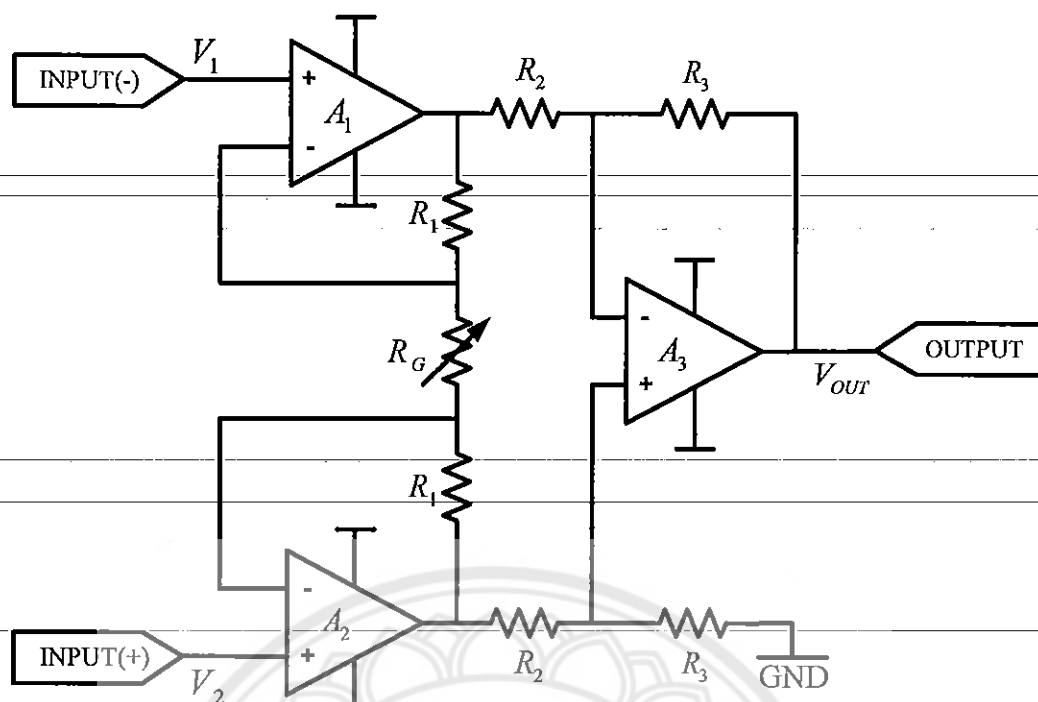 INPUT(-)
V1
+
A1
-
R2
R3
R1
RG
-
A3
+
OUTPUT
VOUT
R1
-
A2
+
INPUT(+)
V2
R2
R3
GND